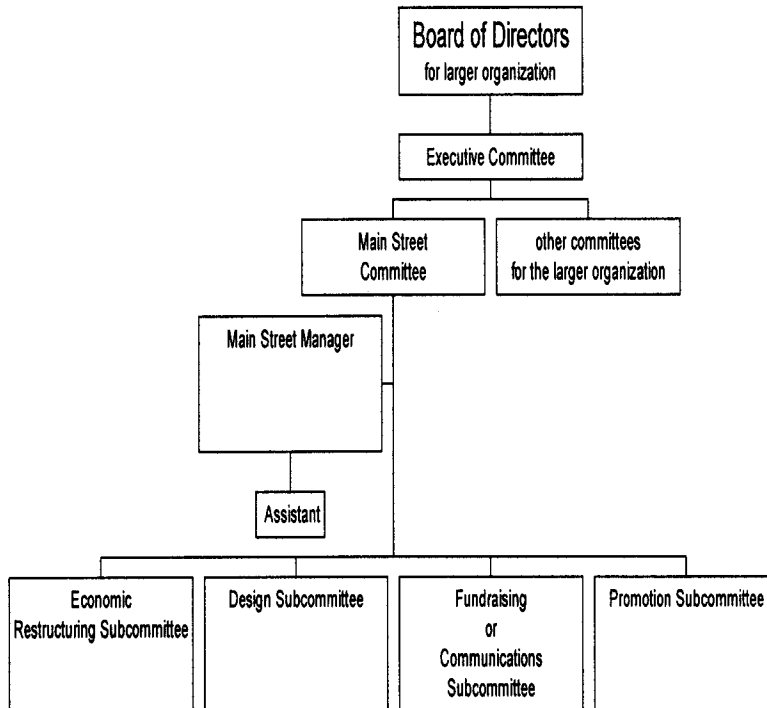 Board of Directors
for larger organization
Executive Committee
Main Street
Committee
other committees
for the larger organization
Main Street Manager
Assistant
Economic
Restructuring Subcommittee
Design Subcommittee
Fundraising
or
Communications
Subcommittee
Promotion Subcommittee